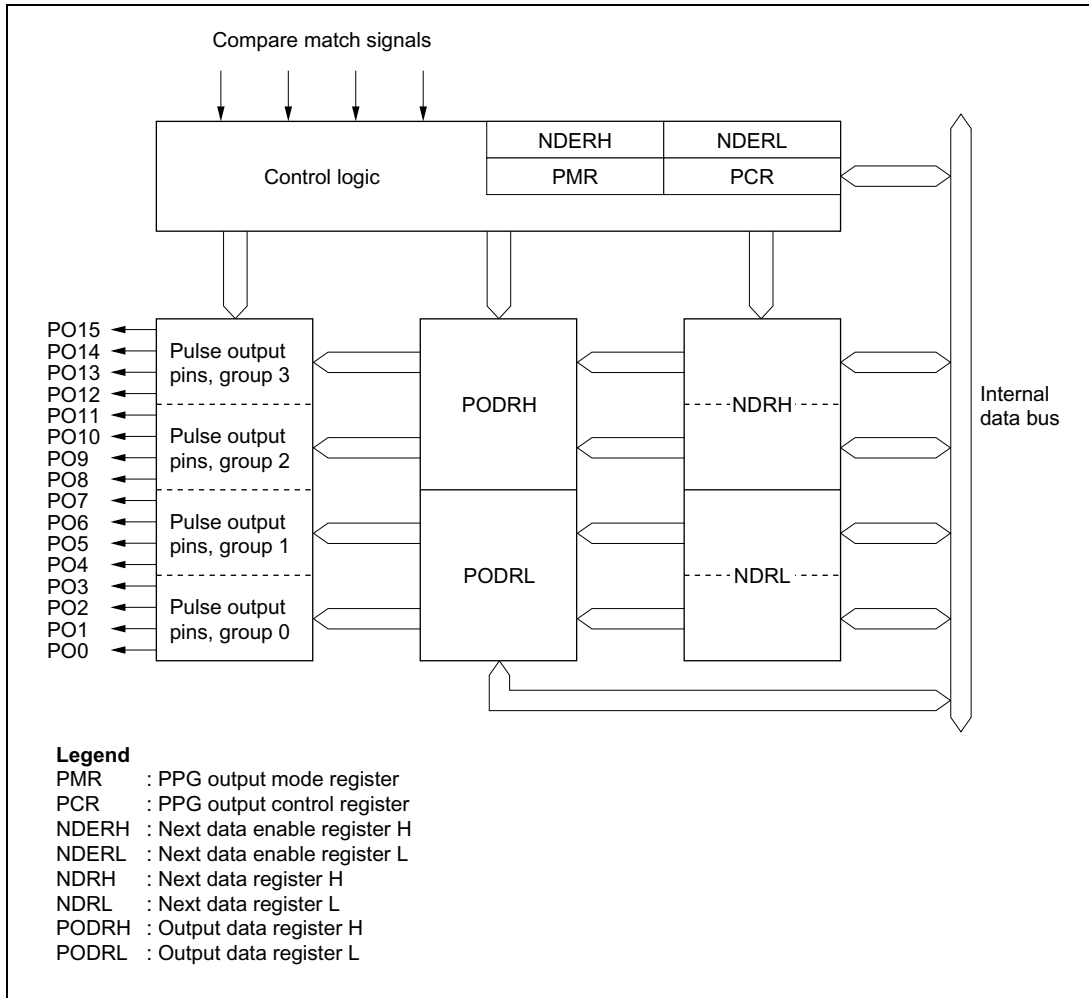 Compare match signals
Control logic
NDERH
NDERL
PMR
PCR
PO15
PO14
PO13
PO12
PO11
PO10
PO9
PO8
PO7
PO6
PO5
PO4
PO3
PO2
PO1
PO0
Pulse output
pins, group 3
Pulse output
pins, group 2
Pulse output
pins, group 1
Pulse output
pins, group 0
PODRH
PODRL
NDRH
NDRL
Internal
data bus
Legend
PMR : PPG output mode register
PCR : PPG output control register
NDERH : Next data enable register H
NDERL : Next data enable register L
NDRH : Next data register H
NDRL : Next data register L
PODRH : Output data register H
PODRL : Output data register L